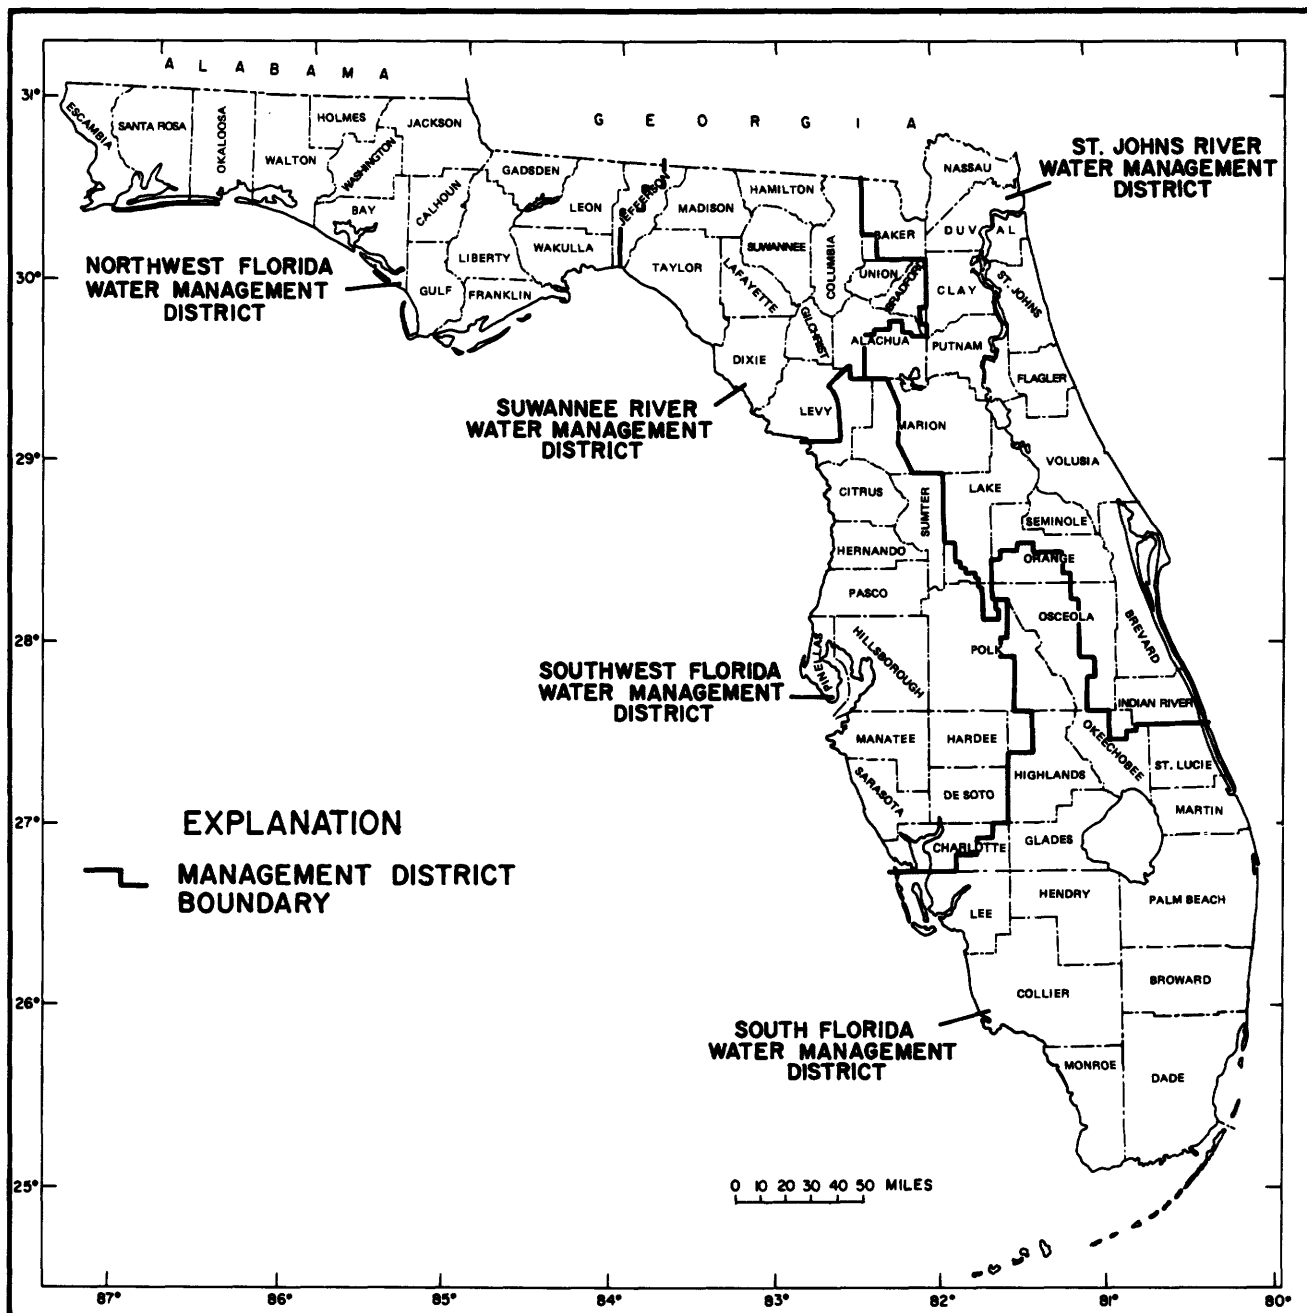 A L A B A M A
G E O R G I A
31°
30°
29°
28°
27°
26°
25°
ESCAMBIA
SANTA ROSA
OKALOOSA
WALTON
HOLMES
WASHINGTON
JACKSON
BAY
CALHOUN
GULF
LIBERTY
FRANKLIN
GADSDEN
LEON
WAKULLA
JEFFERSON
MADISON
TAYLOR
HAMILTON
SUWANNEE
LAFAYETTE
COLUMBIA
DIXIE
GILCHRIST
LEVY
BAKER
UNION
BRADFORD
ALACHUA
NASSAU
DUVAL
CLAY
ST. JOHNS
PUTNAM
FLAGLER
MARION
VOLUSIA
CITRUS
SUMTER
LAKE
SEMINOLE
HERNANDO
ORANGE
PASCO
OSCEOLA
BREVARD
PINELLAS
HILLSBOROUGH
POLK
INDIAN RIVER
MANATEE
HARDEE
OKEECHOBEE
ST. LUCIE
SARASOTA
DE SOTO
HIGHLANDS
MARTIN
CHARLOTTE
GLADES
LEE
HENDRY
PALM BEACH
COLLIER
BROWARD
MONROE
DADE
ST. JOHNS RIVER
WATER MANAGEMENT
DISTRICT
NORTHWEST FLORIDA
WATER MANAGEMENT
DISTRICT
SUWANNEE RIVER
WATER MANAGEMENT
DISTRICT
SOUTHWEST FLORIDA
WATER MANAGEMENT
DISTRICT
SOUTH FLORIDA
WATER MANAGEMENT
DISTRICT
EXPLANATION
MANAGEMENT DISTRICT
BOUNDARY
0 10 20 30 40 50 MILES
87° 86° 85° 84° 83° 82° 81° 80°